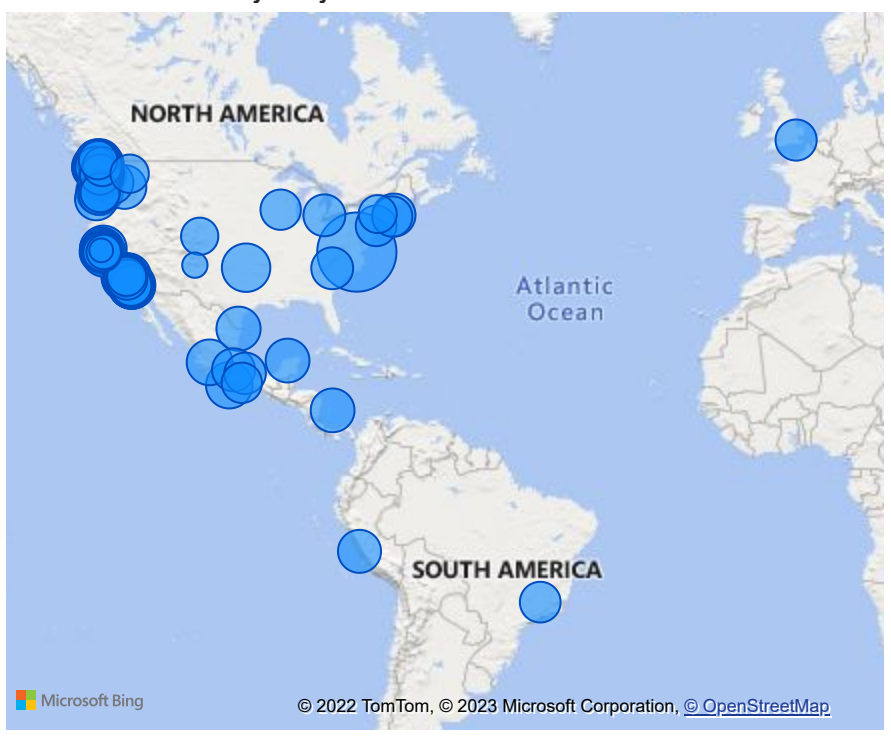 NORTH AMERICA
Atlantic
Ocean
SOUTH AMERICA
Microsoft Bing
© 2022 TomTom, © 2023 Microsoft Corporation, © OpenStreetMap